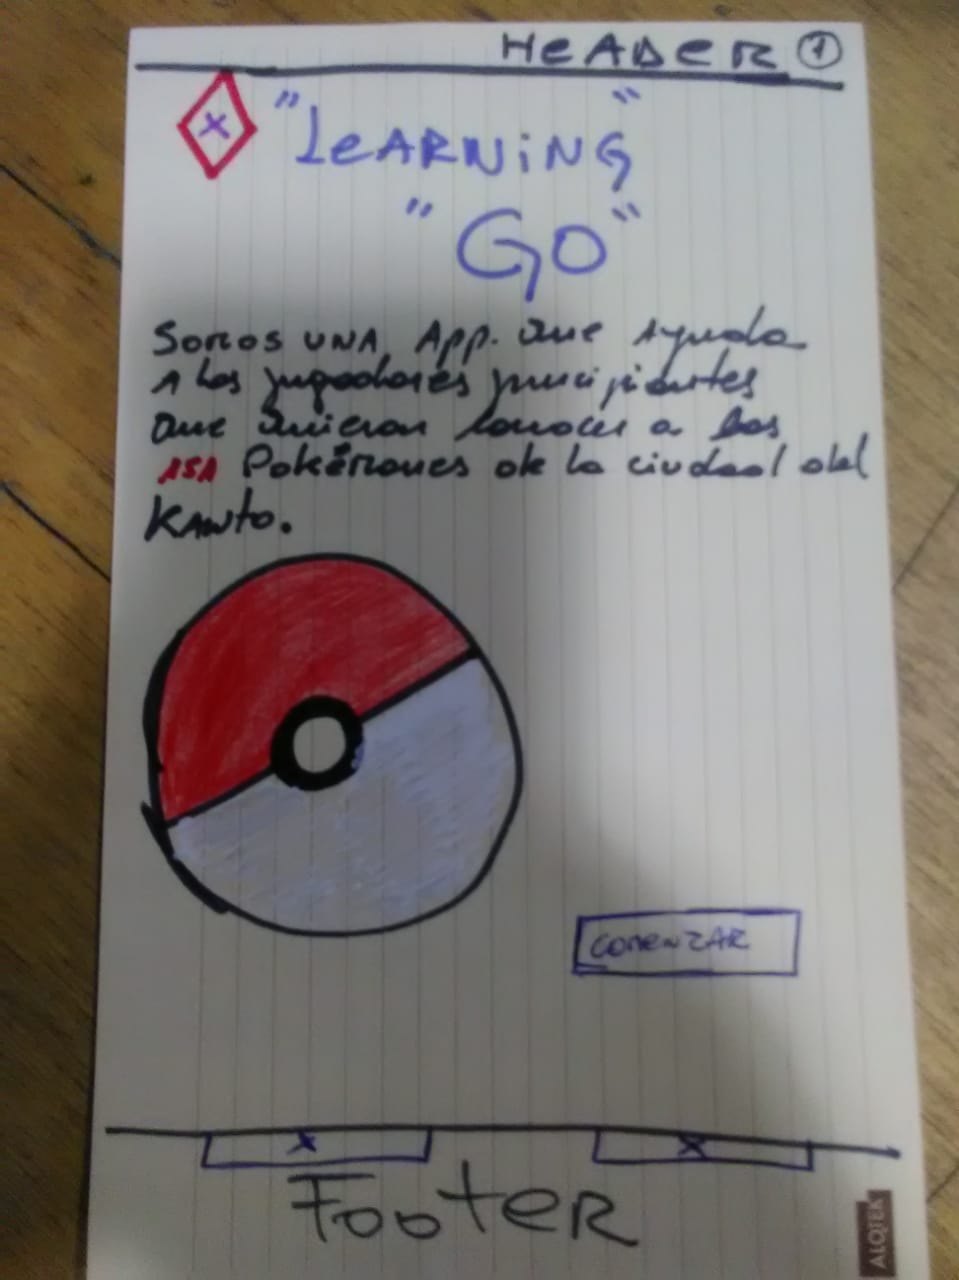 HEADER 1
x "LEARNING"
"GO"
SOMOS UNA App. Que Ayuda
A los jugadores principiantes
Que Quieran Conocer a los
151 Pokémones de la ciudad del
KANTO.
COMENZAR
x x
FOOTER
ALOTEK